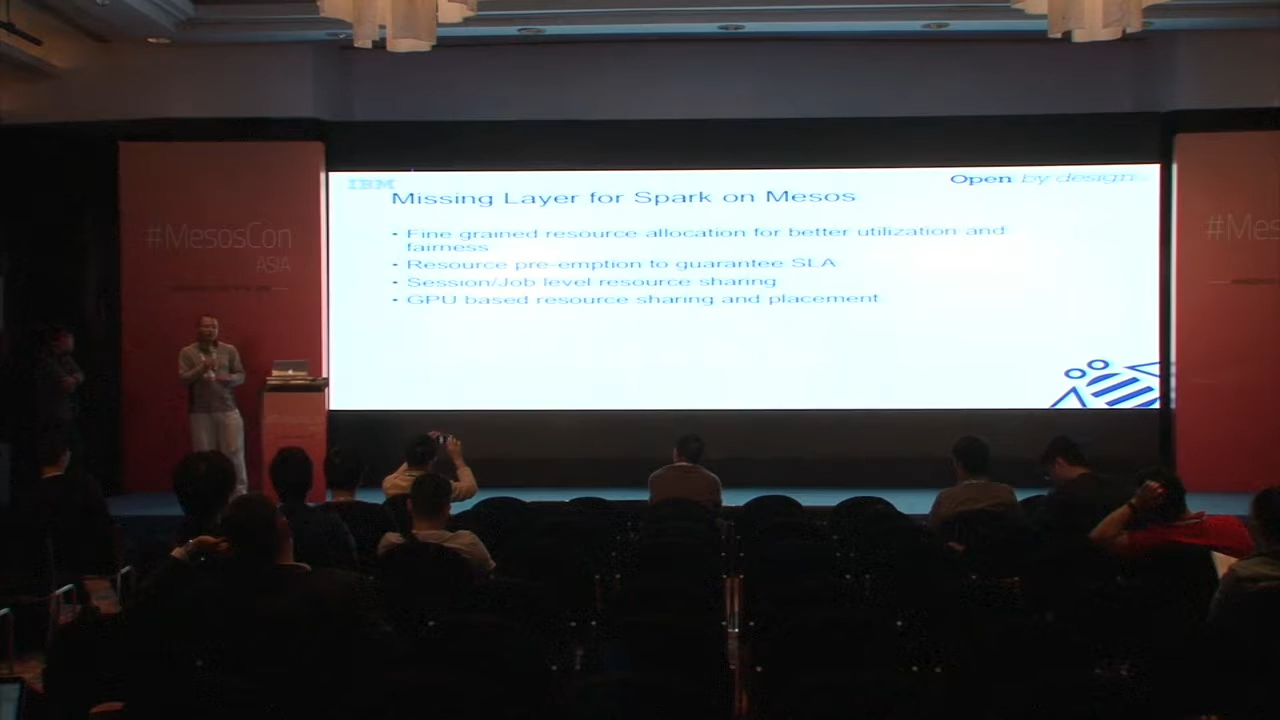 #MesosCon
ASIA
IBM
Open by design
Missing Layer for Spark on Mesos
• Fine grained resource allocation for better utilization and
fairness
• Resource pre-emption to guarantee SLA
• Session/Job level resource sharing
• GPU based resource sharing and placement
#Mes